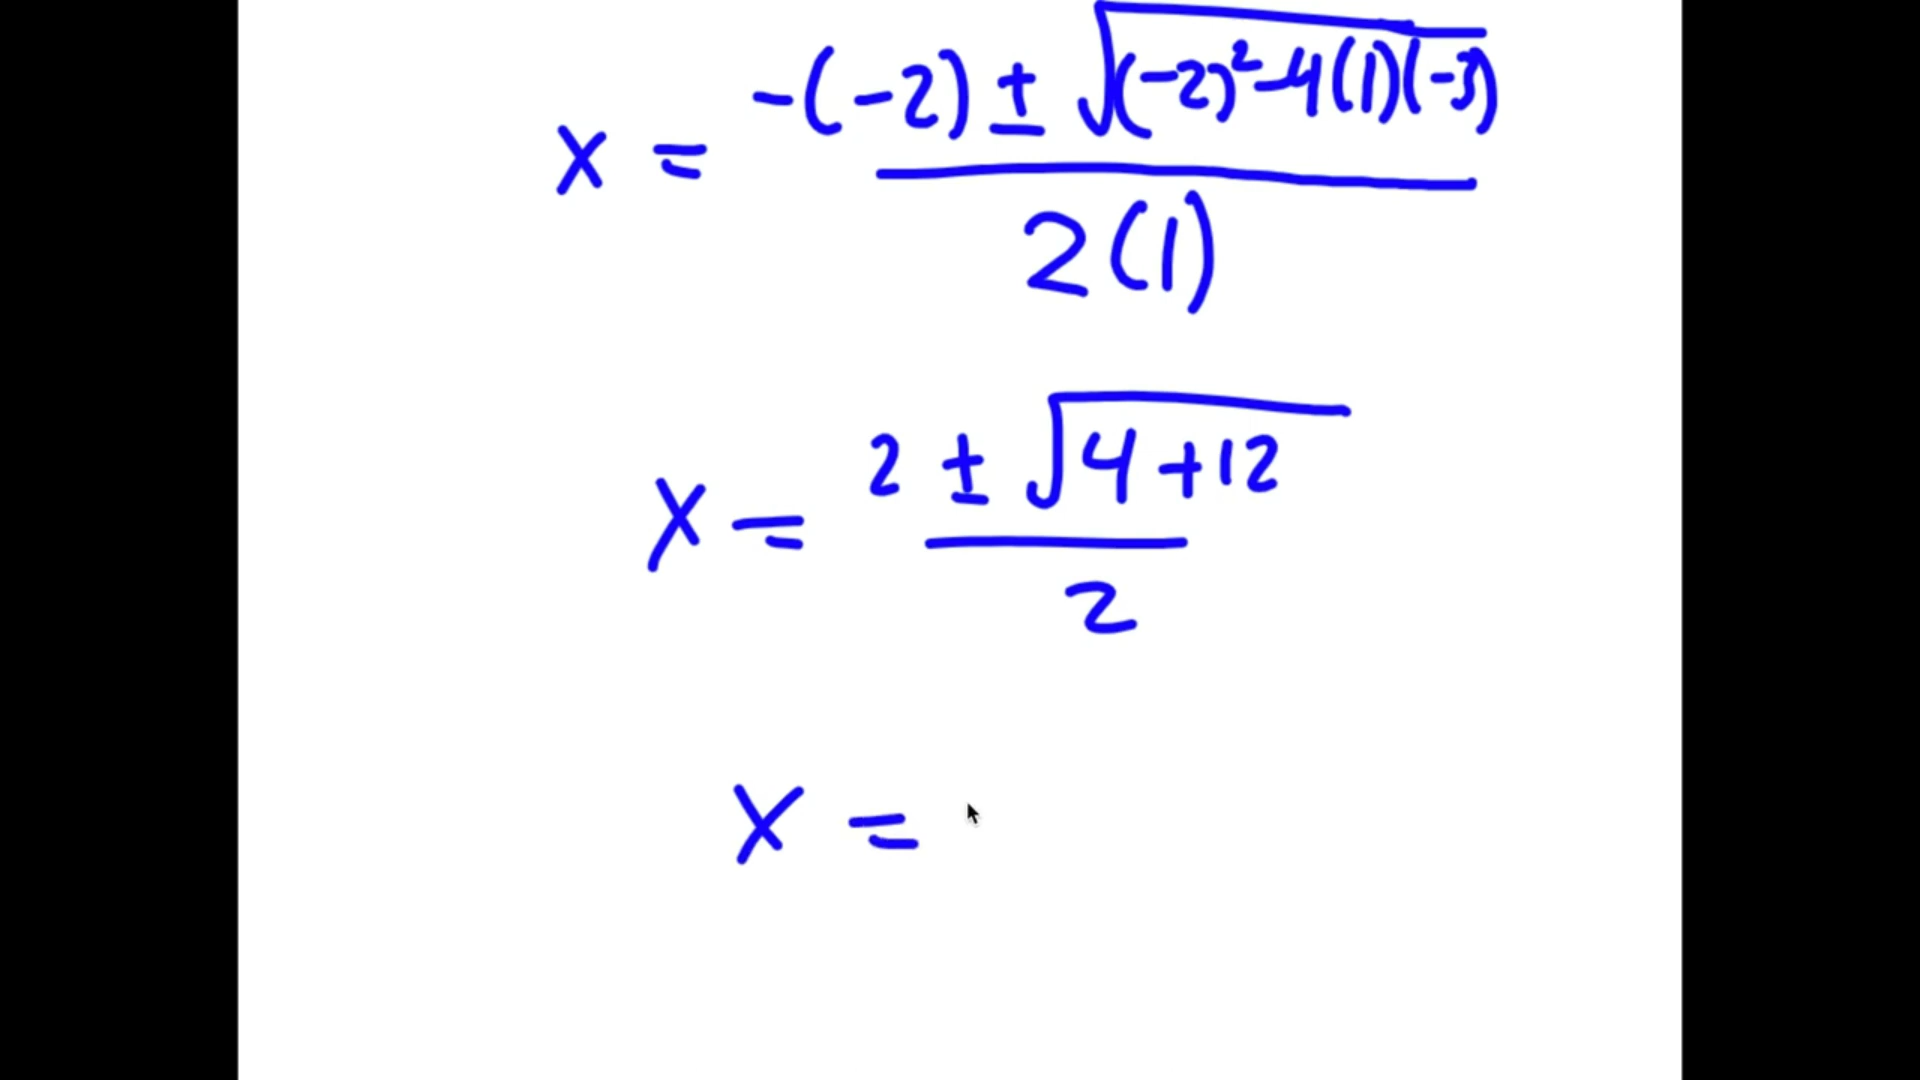 x = -(-2) ± √(-2)²-4(1)(-3)
2(1)
x = 2 ± √4+12
2
x =